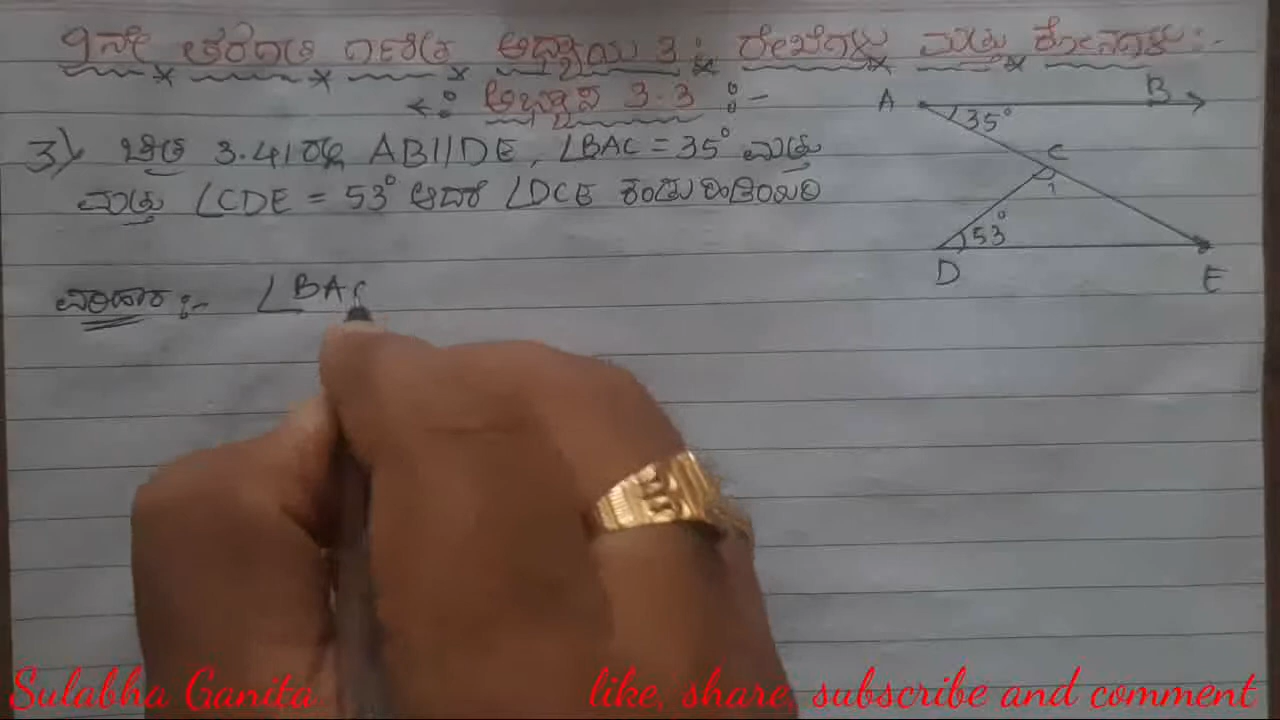 9ನೇ ತರಗತಿ ಗಣಿತ ಅಧ್ಯಾಯ 3 : ರೇಖೆಗಳು ಮತ್ತು ಕೋನಗಳು :-
ಅಭ್ಯಾಸ 3.3 :-
3) ಚಿತ್ರ 3.41ರಲ್ಲಿ AB||DE, ∠BAC = 35° ಮತ್ತು
ಮತ್ತು ∠CDE = 53° ಆದರೆ ∠DCE ಕಂಡುಹಿಡಿಯಿರಿ
A B
35°
C
1
53°
D E
ಪರಿಹಾರ :- ∠BAC
Sulabha Ganita like, share, subscribe and comment